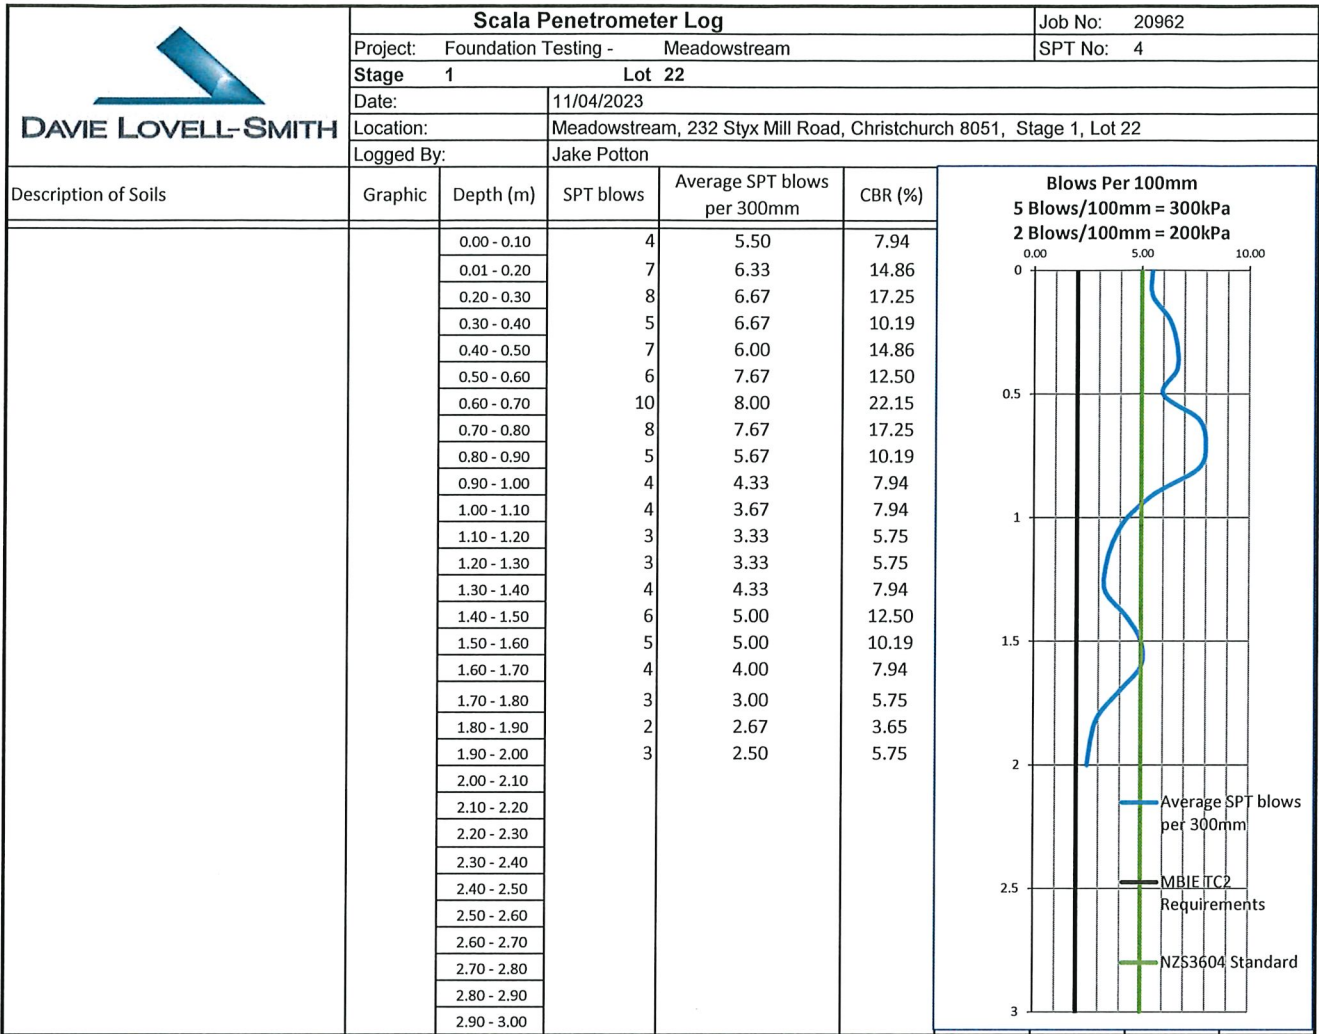 DAVIE LOVELL-SMITH
Scala Penetrometer Log
Job No: 20962
Project: Foundation Testing - Meadowstream
SPT No: 4
Stage 1 Lot 22
Date: 11/04/2023
Location: Meadowstream, 232 Styx Mill Road, Christchurch 8051, Stage 1, Lot 22
Logged By: Jake Potton
Description of Soils Graphic Depth (m) SPT blows Average SPT blows per 300mm CBR (%)
0.00 - 0.10 4 5.50 7.94
0.01 - 0.20 7 6.33 14.86
0.20 - 0.30 8 6.67 17.25
0.30 - 0.40 5 6.67 10.19
0.40 - 0.50 7 6.00 14.86
0.50 - 0.60 6 7.67 12.50
0.60 - 0.70 10 8.00 22.15
0.70 - 0.80 8 7.67 17.25
0.80 - 0.90 5 5.67 10.19
0.90 - 1.00 4 4.33 7.94
1.00 - 1.10 4 3.67 7.94
1.10 - 1.20 3 3.33 5.75
1.20 - 1.30 3 3.33 5.75
1.30 - 1.40 4 4.33 7.94
1.40 - 1.50 6 5.00 12.50
1.50 - 1.60 5 5.00 10.19
1.60 - 1.70 4 4.00 7.94
1.70 - 1.80 3 3.00 5.75
1.80 - 1.90 2 2.67 3.65
1.90 - 2.00 3 2.50 5.75
2.00 - 2.10
2.10 - 2.20
2.20 - 2.30
2.30 - 2.40
2.40 - 2.50
2.50 - 2.60
2.60 - 2.70
2.70 - 2.80
2.80 - 2.90
2.90 - 3.00
Blows Per 100mm
5 Blows/100mm = 300kPa
2 Blows/100mm = 200kPa
0.00 5.00 10.00
0
0.5
1
1.5
2
Average SPT blows
per 300mm
2.5
MBIE TC2
Requirements
NZS3604 Standard
3